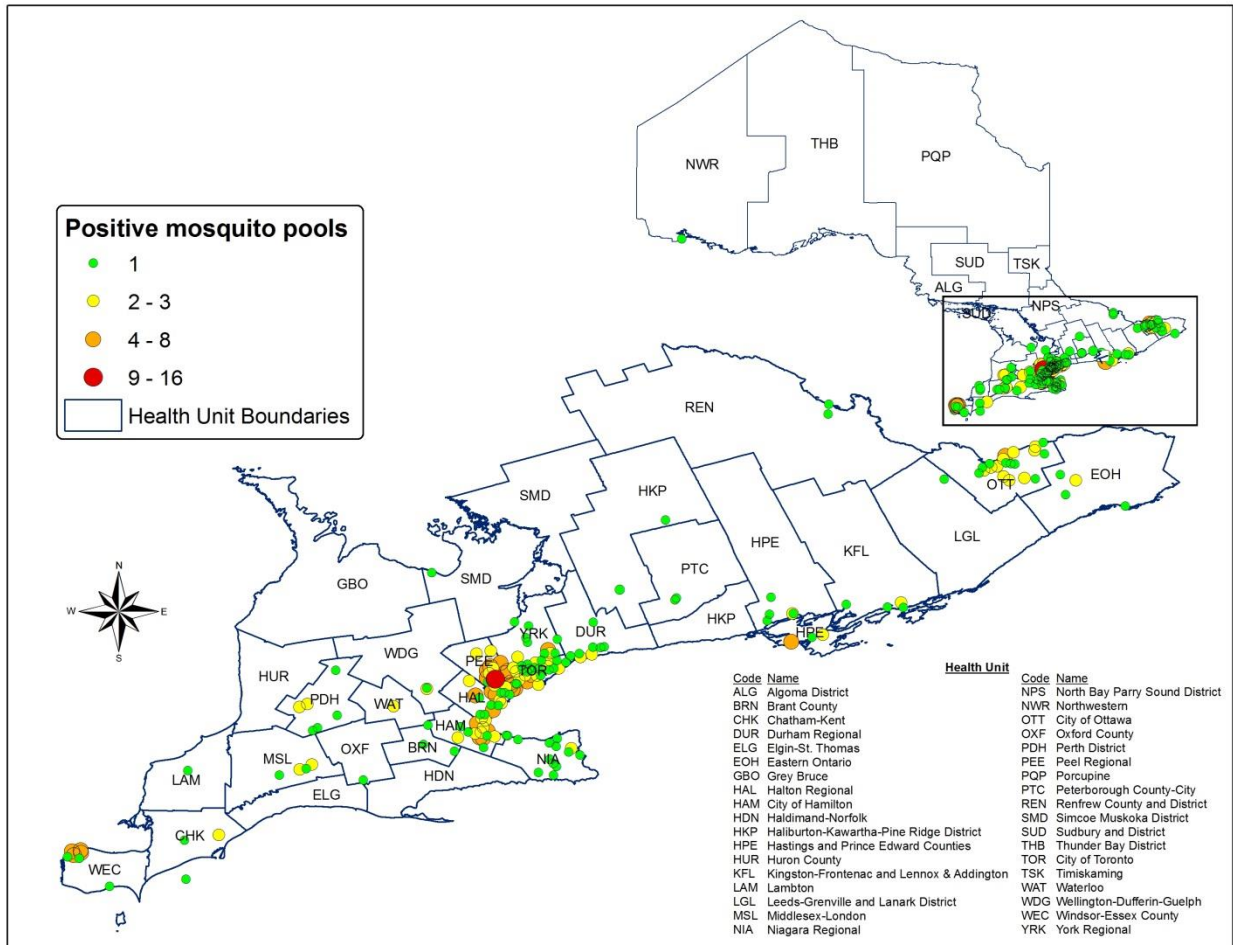 NWR
THB
PQP
SUD
TSK
ALG
NPS
SUD
Positive mosquito pools
1
2 - 3
4 - 8
9 - 16
Health Unit Boundaries
REN
SMD
HKP
OTT
EOH
HPE
KFL
LGL
N
W E
S
GBO
SMD
PTC
HKP
YRK
DUR
HPE
WDG
PEE
TOR
HUR
PDH
WAT
HAL
HAM
OXF
BRN
MSL
NIA
LAM
HDN
ELG
CHK
WEC
Health Unit
Code Name
ALG Algoma District
BRN Brant County
CHK Chatham-Kent
DUR Durham Regional
ELG Elgin-St. Thomas
EOH Eastern Ontario
GBO Grey Bruce
HAL Halton Regional
HAM City of Hamilton
HDN Haldimand-Norfolk
HKP Haliburton-Kawartha-Pine Ridge District
HPE Hastings and Prince Edward Counties
HUR Huron County
KFL Kingston-Frontenac and Lennox & Addington
LAM Lambton
LGL Leeds-Grenville and Lanark District
MSL Middlesex-London
NIA Niagara Regional
Code Name
NPS North Bay Parry Sound District
NWR Northwestern
OTT City of Ottawa
OXF Oxford County
PDH Perth District
PEE Peel Regional
PQP Porcupine
PTC Peterborough County-City
REN Renfrew County and District
SMD Simcoe Muskoka District
SUD Sudbury and District
THB Thunder Bay District
TOR City of Toronto
TSK Timiskaming
WAT Waterloo
WDG Wellington-Dufferin-Guelph
WEC Windsor-Essex County
YRK York Regional